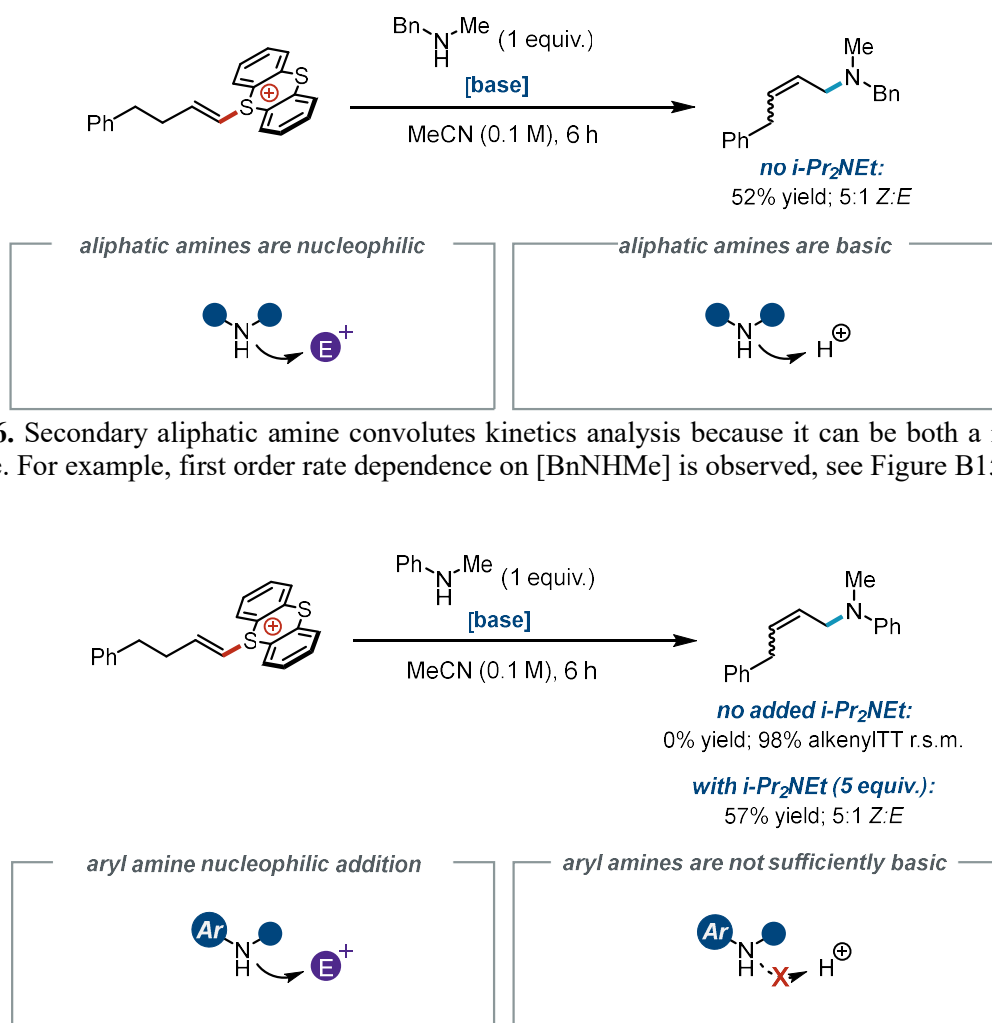 Bn N Me (1 equiv.)
H
[base]
MeCN (0.1 M), 6 h
Ph S S
Me
N
Bn
Ph
no i-Pr₂NEt:
52% yield; 5:1 Z:E
aliphatic amines are nucleophilic
aliphatic amines are basic
N
H E+
N
H H⊕
6. Secondary aliphatic amine convolutes kinetics analysis because it can be both a
e. For example, first order rate dependence on [BnNHMe] is observed, see Figure B1
Ph N Me (1 equiv.)
H
[base]
MeCN (0.1 M), 6 h
Ph S S
Me
N
Ph
Ph
no added i-Pr₂NEt:
0% yield; 98% alkenylTT r.s.m.
with i-Pr₂NEt (5 equiv.):
57% yield; 5:1 Z:E
aryl amine nucleophilic addition
aryl amines are not sufficiently basic
Ar N
H E+
Ar N
H X H⊕